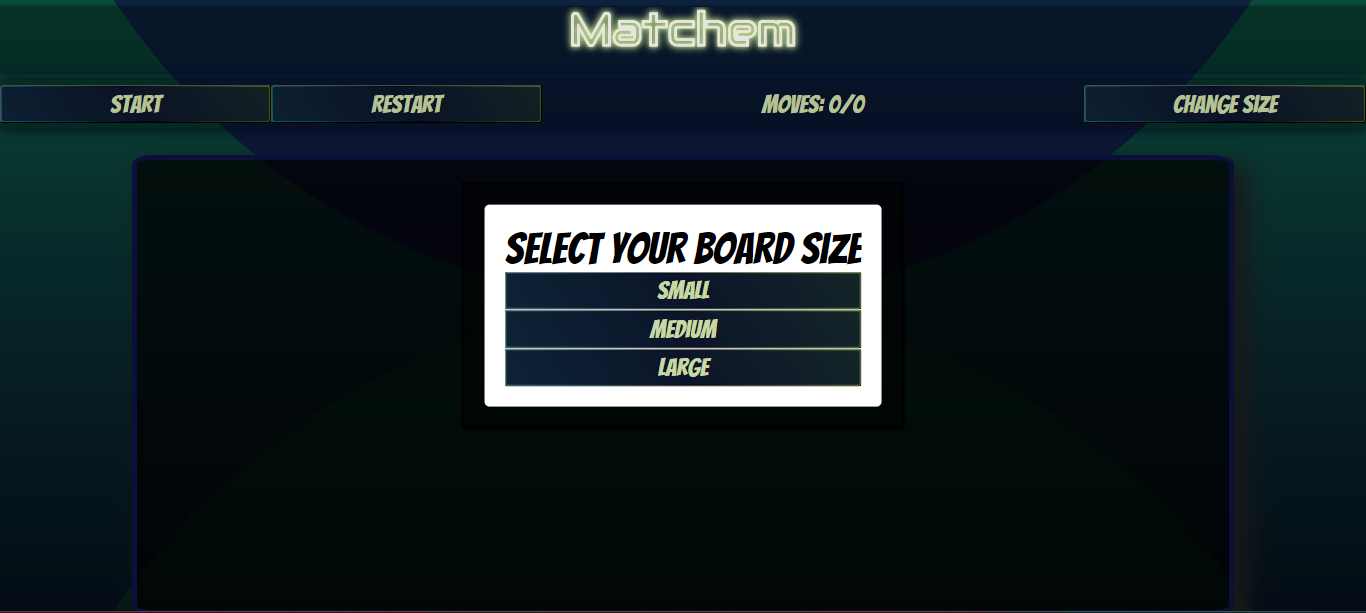 Matchem
START
RESTART
MOVES: 0/0
CHANGE SIZE
SELECT YOUR BOARD SIZE
SMALL
MEDIUM
LARGE